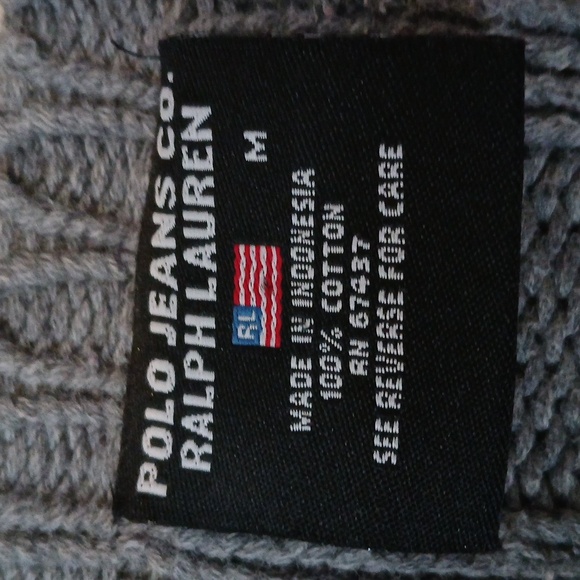 POLO JEANS CO.
RALPH LAUREN
RL
M
MADE IN INDONESIA
100% COTTON
RN 67437
SEE REVERSE FOR CARE